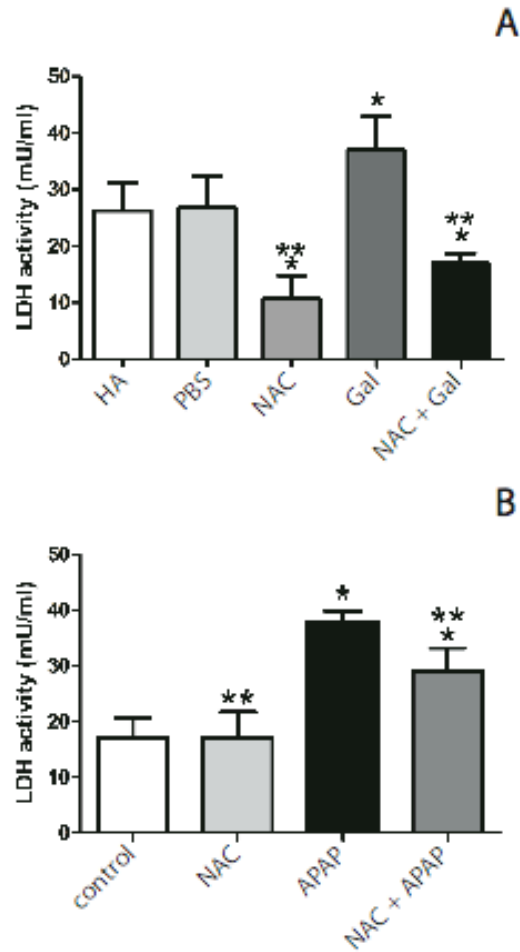 A
LDH activity (mU/ml)
50
40
30
20
10
0
*
**
*
**
*
HA
PBS
NAC
Gal
NAC + Gal
B
LDH activity (mU/ml)
50
40
30
20
10
0
**
*
**
*
control
NAC
APAP
NAC + APAP